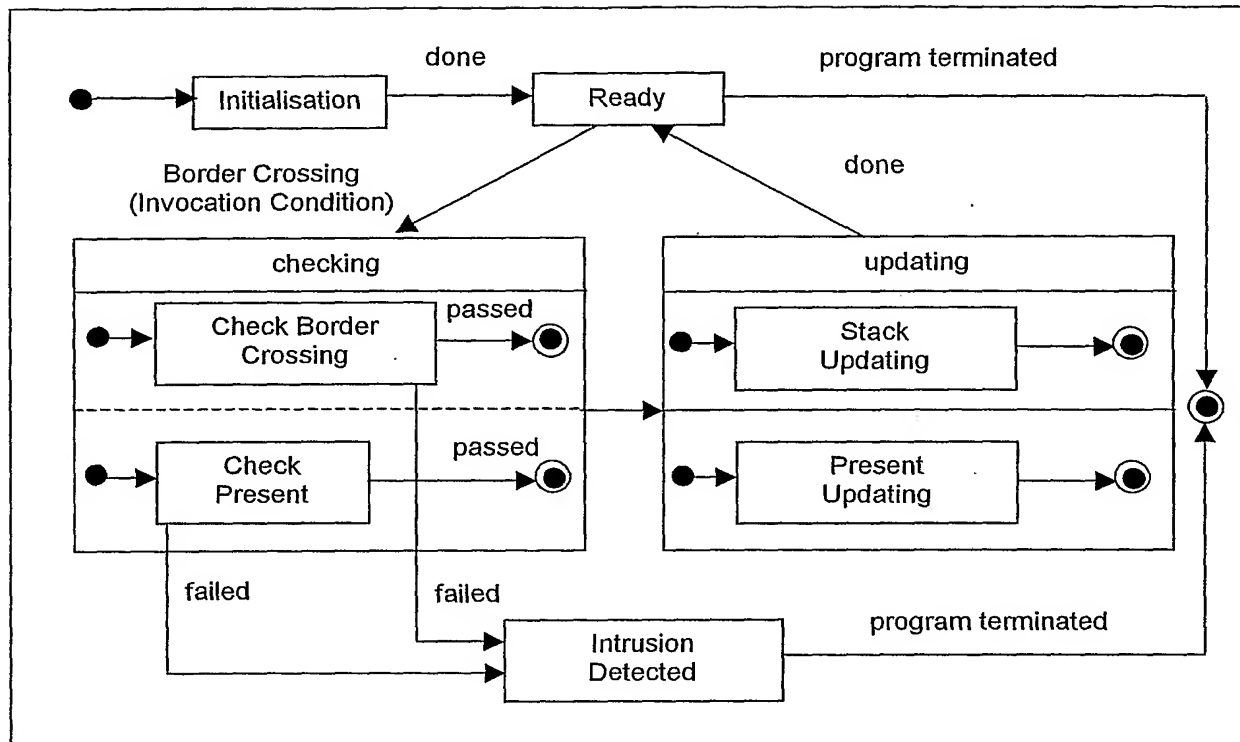 done
program terminated
Initialisation
Ready
Border Crossing
(Invocation Condition)
done
checking
updating
Check Border
Crossing
passed
Stack
Updating
Check
Present
passed
Present
Updating
failed
failed
Intrusion
Detected
program terminated